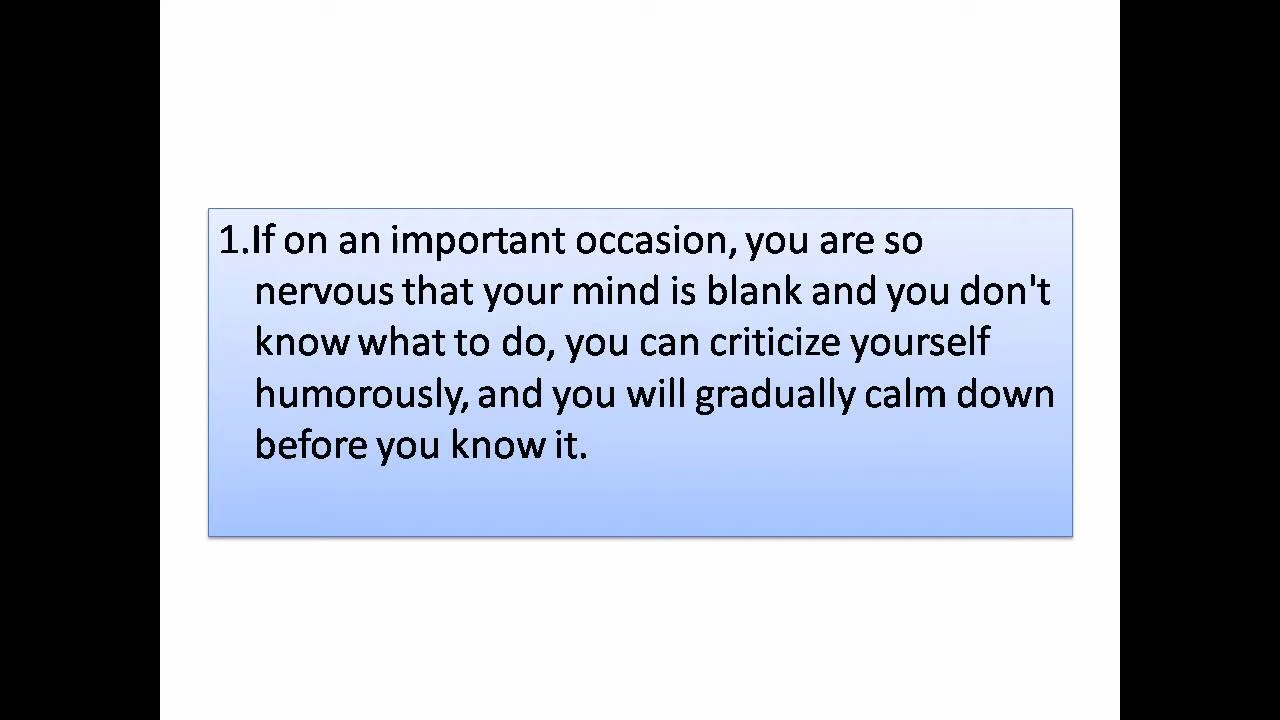 1.If on an important occasion, you are so
nervous that your mind is blank and you don't
know what to do, you can criticize yourself
humorously, and you will gradually calm down
before you know it.